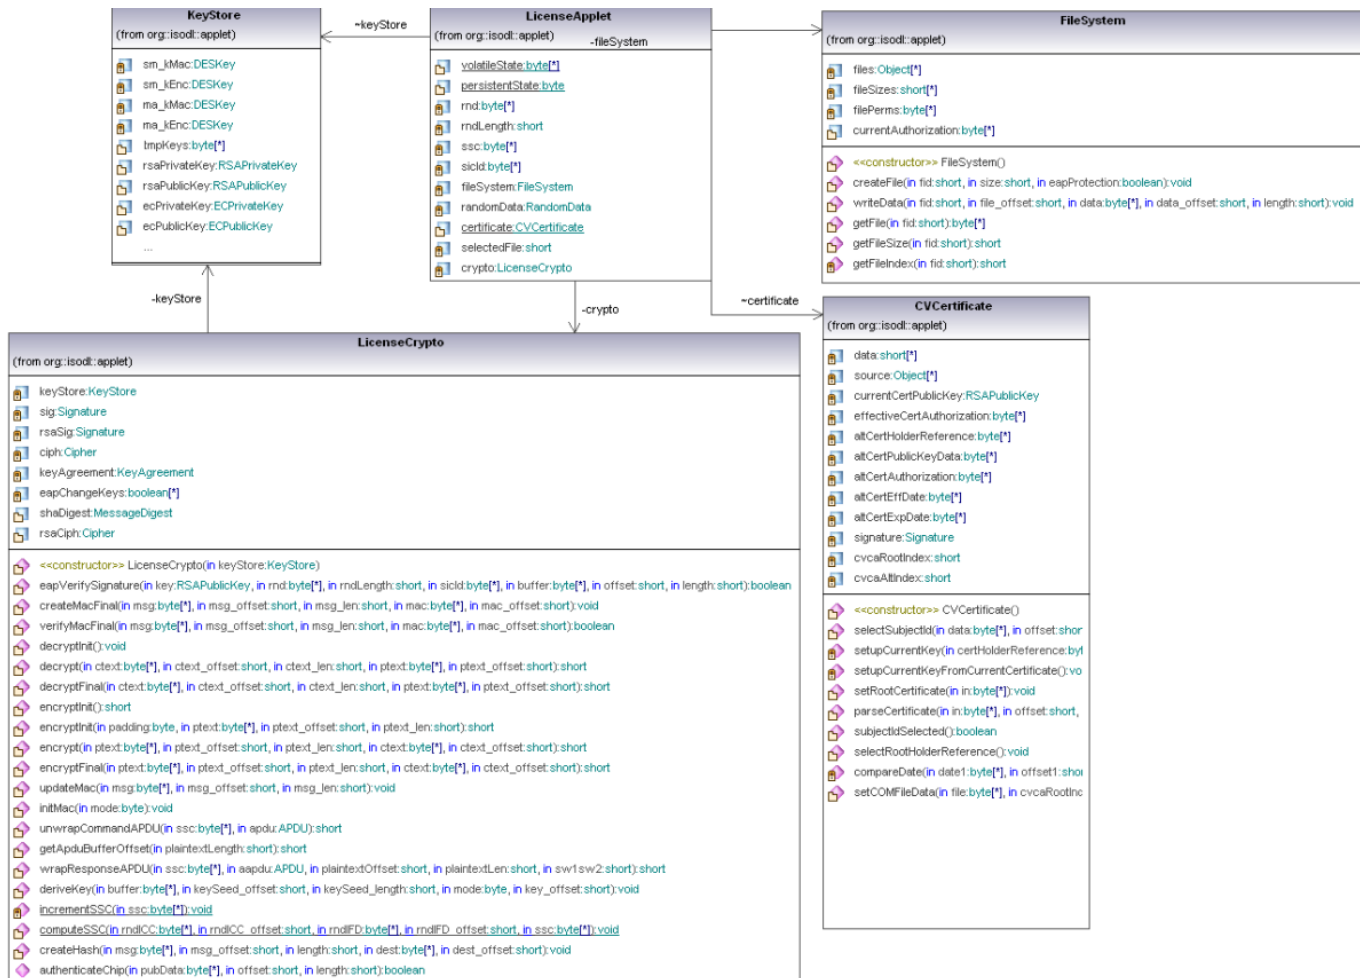 KeyStore
(from org::isodl::applet)
sm_kMac:DESKey
sm_kEnc:DESKey
ma_kMac:DESKey
ma_kEnc:DESKey
tmpKeys:byte[*]
rsaPrivateKey:RSAPrivateKey
rsaPublicKey:RSAPublicKey
ecPrivateKey:ECPrivateKey
ecPublicKey:ECPublicKey
...
~keyStore
LicenseApplet
(from org::isodl::applet)
-fileSystem
volatileState:byte[*]
persistentState:byte
rnd:byte[*]
rndLength:short
ssc:byte[*]
sicId:byte[*]
fileSystem:FileSystem
randomData:RandomData
certificate:CVCertificate
selectedFile:short
crypto:LicenseCrypto
FileSystem
(from org::isodl::applet)
files:Object[*]
fileSizes:short[*]
filePerms:byte[*]
currentAuthorization:byte[*]
<<constructor>> FileSystem()
createFile(in fid:short, in size:short, in eapProtection:boolean):void
writeData(in fid:short, in file_offset:short, in data:byte[*], in data_offset:short, in length:short):void
getFile(in fid:short):byte[*]
getFileSize(in fid:short):short
getFileIndex(in fid:short):short
-keyStore
-crypto
~certificate
LicenseCrypto
(from org::isodl::applet)
keyStore:KeyStore
sig:Signature
rsaSig:Signature
ciph:Cipher
keyAgreement:KeyAgreement
eapChangeKeys:boolean[*]
shaDigest:MessageDigest
rsaCiph:Cipher
<<constructor>> LicenseCrypto(in keyStore:KeyStore)
eapVerifySignature(in key:RSAPublicKey, in rnd:byte[*], in rndLength:short, in sicId:byte[*], in buffer:byte[*], in offset:short, in length:short):boolean
createMacFinal(in msg:byte[*], in msg_offset:short, in msg_len:short, in mac:byte[*], in mac_offset:short):void
verifyMacFinal(in msg:byte[*], in msg_offset:short, in msg_len:short, in mac:byte[*], in mac_offset:short):boolean
decryptInit():void
decrypt(in ctext:byte[*], in ctext_offset:short, in ctext_len:short, in ptext:byte[*], in ptext_offset:short):short
decryptFinal(in ctext:byte[*], in ctext_offset:short, in ctext_len:short, in ptext:byte[*], in ptext_offset:short):short
encryptInit():short
encryptInit(in padding:byte, in ptext:byte[*], in ptext_offset:short, in ptext_len:short):short
encrypt(in ptext:byte[*], in ptext_offset:short, in ptext_len:short, in ctext:byte[*], in ctext_offset:short):short
encryptFinal(in ptext:byte[*], in ptext_offset:short, in ptext_len:short, in ctext:byte[*], in ctext_offset:short):short
updateMac(in msg:byte[*], in msg_offset:short, in msg_len:short):void
initMac(in mode:byte):void
unwrapCommandAPDU(in ssc:byte[*], in apdu:APDU):short
getApduBufferOffset(in plaintextLength:short):short
wrapResponseAPDU(in ssc:byte[*], in aapdu:APDU, in plaintextOffset:short, in plaintextLen:short, in sw1sw2:short):short
deriveKey(in buffer:byte[*], in keySeed_offset:short, in keySeed_length:short, in mode:byte, in key_offset:short):void
incrementSSC(in ssc:byte[*]):void
computeSSC(in rndICC:byte[*], in rndICC_offset:short, in rndIFD:byte[*], in rndIFD_offset:short, in ssc:byte[*]):void
createHash(in msg:byte[*], in msg_offset:short, in length:short, in dest:byte[*], in dest_offset:short):void
authenticateChip(in pubData:byte[*], in offset:short, in length:short):boolean
CVCertificate
(from org::isodl::applet)
data:short[*]
source:Object[*]
currentCertPublicKey:RSAPublicKey
effectiveCertAuthorization:byte[*]
altCertHolderReference:byte[*]
altCertPublicKeyData:byte[*]
altCertAuthorization:byte[*]
altCertEffDate:byte[*]
altCertExpDate:byte[*]
signature:Signature
cvcaRootIndex:short
cvcaAltIndex:short
<<constructor>> CVCertificate()
selectSubjectId(in data:byte[*], in offset:shor
setupCurrentKey(in certHolderReference:byt
setupCurrentKeyFromCurrentCertificate():vo
setRootCertificate(in in:byte[*]):void
parseCertificate(in in:byte[*], in offset:short,
subjectIdSelected():boolean
selectRootHolderReference():void
compareDate(in date1:byte[*], in offset1:shor
setCOMFileData(in file:byte[*], in cvcaRootInd